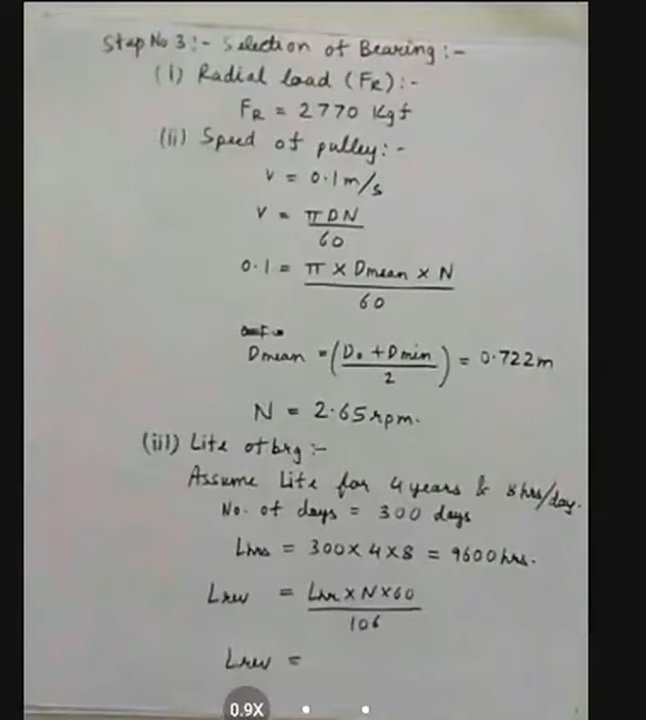 Step No 3:- Selection of Bearing :-
(i) Radial load (FR) :-
FR = 2770 Kgf
(ii) Speed of pulley :-
V = 0.1 m/s
V = πDN
60
0.1 = π x Dmean x N
60
Dmean = (Do + Dmin) = 0.722m
2
N = 2.65 rpm.
(iii) Life of brg :-
Assume Life for 4 years & 8 hrs/day.
No. of days = 300 days
Lhrs = 300 x 4 x 8 = 9600 hrs.
Lrev = Lhr x N x 60
106
Lrev =
0.9X